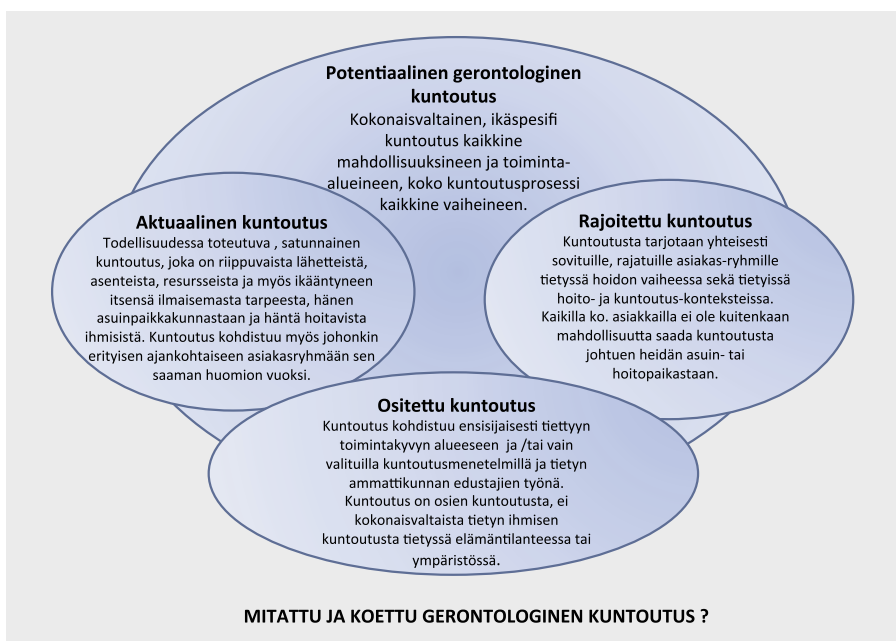 Potentiaalinen gerontologinen
kuntoutus
Kokonaisvaltainen, ikäspesifi
kuntoutus kaikkine
mahdollisuuksineen ja toiminta-
alueineen, koko kuntoutusprosessi
kaikkine vaiheineen.
Aktuaalinen kuntoutus
Todellisuudessa toteutuva , satunnainen
kuntoutus, joka on riippuvaista lähetteistä,
asenteista, resursseista ja myös ikääntyneen
itsensä ilmaisemasta tarpeesta, hänen
asuinpaikkakunnastaan ja häntä hoitavista
ihmisistä. Kuntoutus kohdistuu myös johonkin
erityisen ajankohtaiseen asiakasryhmään sen
saaman huomion vuoksi.
Rajoitettu kuntoutus
Kuntoutusta tarjotaan yhteisesti
sovituille, rajatuille asiakas-ryhmille
tietyssä hoidon vaiheessa sekä tietyissä
hoito- ja kuntoutus-konteksteissa.
Kaikilla ko. asiakkailla ei ole kuitenkaan
mahdollisuutta saada kuntoutusta
johtuen heidän asuin- tai
hoitopaikastaan.
Ositettu kuntoutus
Kuntoutus kohdistuu ensisijaisesti tiettyyn
toimintakyvyn alueeseen ja /tai vain
valituilla kuntoutusmenetelmillä ja tietyn
ammattikunnan edustajien työnä.
Kuntoutus on osien kuntoutusta, ei
kokonaisvaltaista tietyn ihmisen
kuntoutusta tietyssä elämäntilanteessa tai
ympäristössä.
MITATTU JA KOETTU GERONTOLOGINEN KUNTOUTUS ?